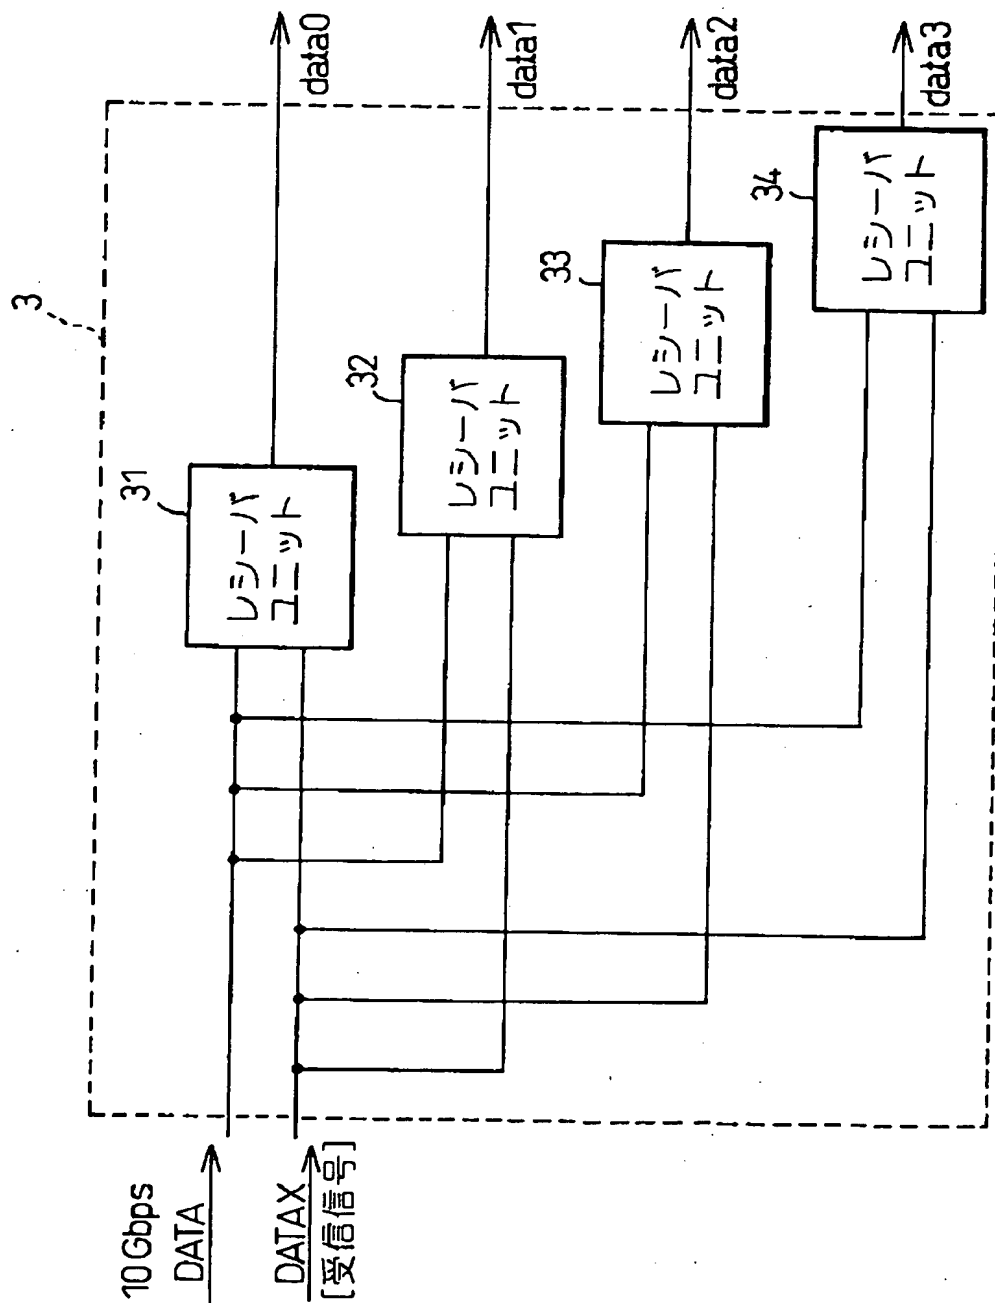 3
10Gbps
DATA
DATAX
[受信信号]
31
レシーバ
ユニット
data0
32
レシーバ
ユニット
data1
33
レシーバ
ユニット
data2
34
レシーバ
ユニット
data3